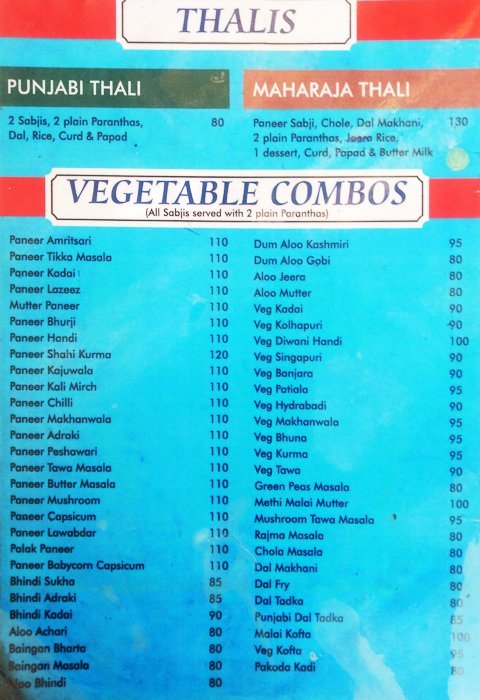 THALIS
PUNJABI THALI
2 Sabjis, 2 plain Paranthas, 80
Dal, Rice, Curd & Papad
MAHARAJA THALI
Paneer Sabji, Chole, Dal Makhani, 130
2 plain Paranthas, Jeera Rice,
1 dessert, Curd, Papad & Butter Milk
VEGETABLE COMBOS
(All Sabjis served with 2 plain Paranthas)
Paneer Amritsari 110
Paneer Tikka Masala 110
Paneer Kadai 110
Paneer Lazeez 110
Mutter Paneer 110
Paneer Bhurji 110
Paneer Handi 110
Paneer Shahi Kurma 120
Paneer Kajuwala 110
Paneer Kali Mirch 110
Paneer Chilli 110
Paneer Makhanwala 110
Paneer Adraki 110
Paneer Peshawari 110
Paneer Tawa Masala 110
Paneer Butter Masala 110
Paneer Mushroom 110
Paneer Capsicum 110
Paneer Lawabdar 110
Palak Paneer 110
Paneer Babycorn Capsicum 110
Bhindi Sukha 85
Bhindi Adraki 85
Bhindi Kadai 90
Aloo Achari 80
Baingan Bharta 80
Baingan Masala 80
Aloo Bhindi 80
Dum Aloo Kashmiri 95
Dum Aloo Gobi 80
Aloo Jeera 80
Aloo Mutter 80
Veg Kadai 90
Veg Kolhapuri 90
Veg Diwani Handi 100
Veg Singapuri 90
Veg Banjara 90
Veg Patiala 95
Veg Hydrabadi 90
Veg Makhanwala 95
Veg Bhuna 95
Veg Kurma 95
Veg Tawa 90
Green Peas Masala 80
Methi Malai Mutter 100
Mushroom Tawa Masala 95
Rajma Masala 80
Chola Masala 80
Dal Makhani 80
Dal Fry 80
Dal Tadka 80
Punjabi Dal Tadka 85
Malai Kofta 100
Veg Kofta 95
Pakoda Kadi 80